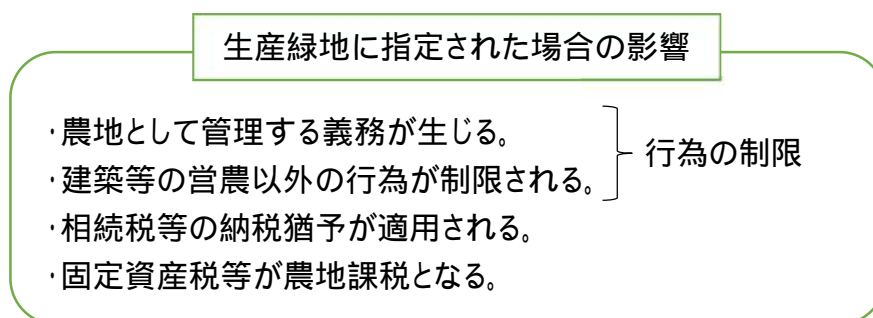 生産緑地に指定された場合の影響
・農地として管理する義務が生じる。
・建築等の営農以外の行為が制限される。
行為の制限
・相続税等の納税猶予が適用される。
・固定資産税等が農地課税となる。